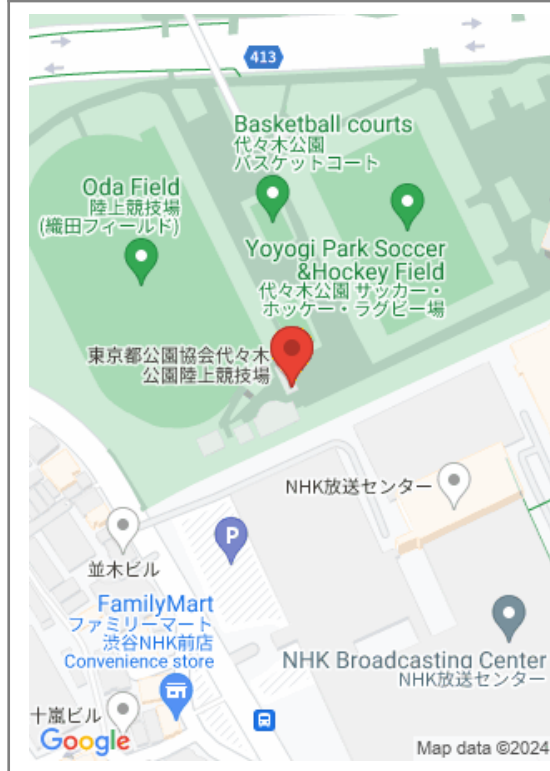 413
Basketball courts
代々木公園
バスケットコート
Oda Field
陸上競技場
(織田フィールド)
Yoyogi Park Soccer
&Hockey Field
代々木公園 サッカー・
ホッケー・ラグビー場
東京都公園協会代々木
公園陸上競技場
NHK放送センター
P
並木ビル
FamilyMart
ファミリーマート
渋谷NHK前店
Convenience store
NHK Broadcasting Center
NHK放送センター
十嵐ビル
Google
Map data ©2024